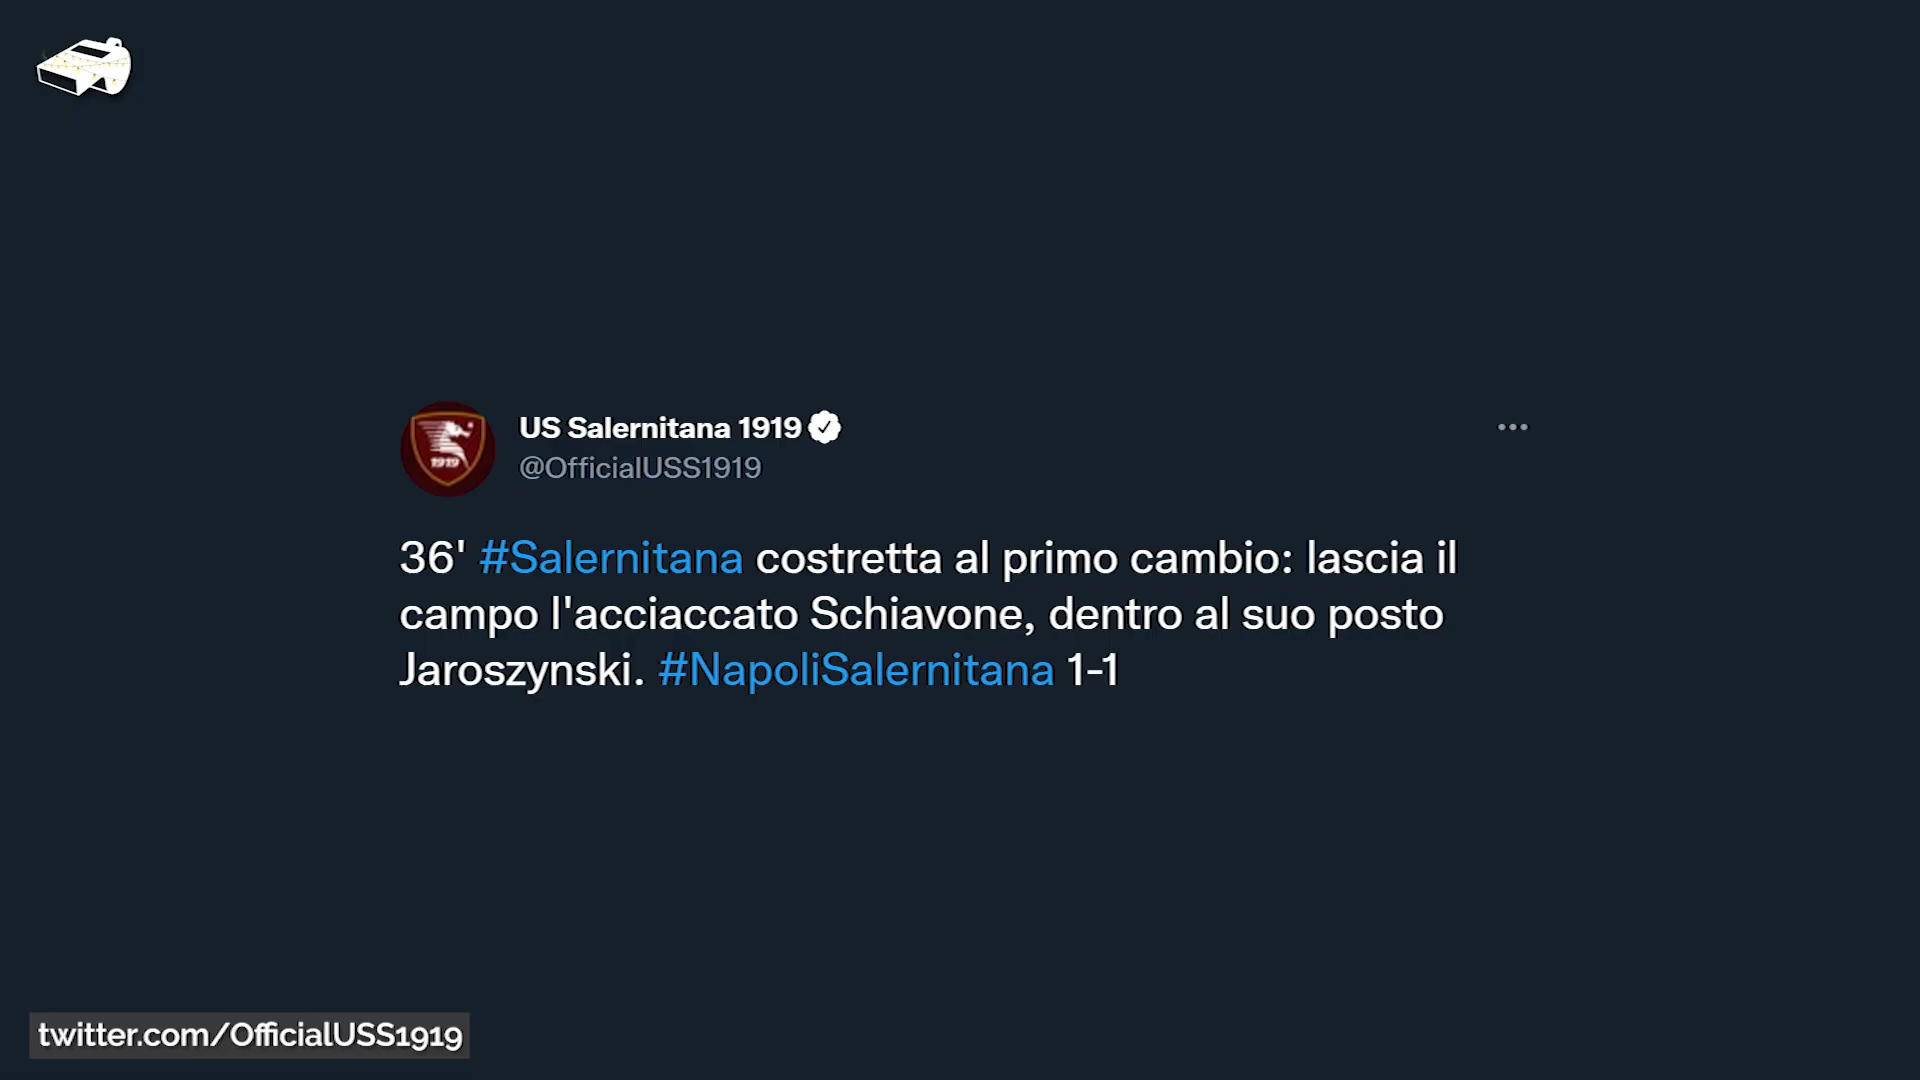 US Salernitana 1919
@OfficialUSS1919
36' #Salernitana costretta al primo cambio: lascia il
campo l'acciaccato Schiavone, dentro al suo posto
Jaroszynski. #NapoliSalernitana 1-1
1919
twitter.com/OfficialUSS1919